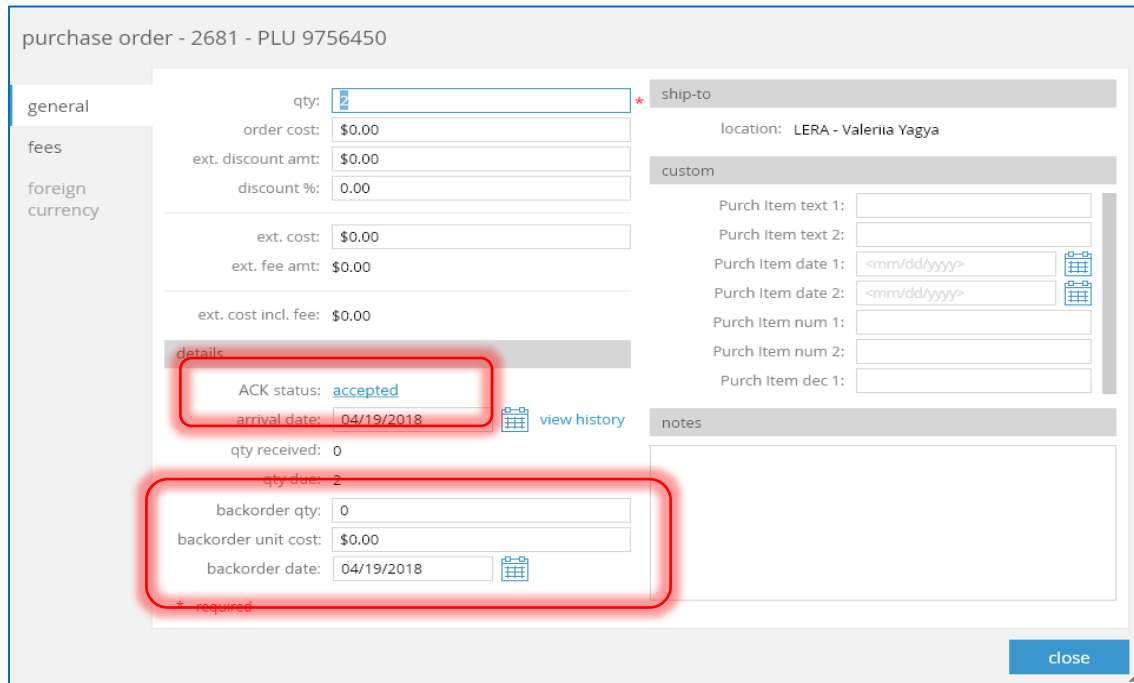 purchase order - 2681 - PLU 9756450
general
fees
foreign
currency
qty: 2 *
order cost: $0.00
ext. discount amt: $0.00
discount %: 0.00
ext. cost: $0.00
ext. fee amt: $0.00
ext. cost incl. fee: $0.00
details
ACK status: accepted
arrival date: 04/19/2018 view history
qty received: 0
qty due: 2
backorder qty: 0
backorder unit cost: $0.00
backorder date: 04/19/2018
* - required
ship-to
location: LERA - Valeriia Yagya
custom
Purch Item text 1:
Purch Item text 2:
Purch Item date 1: <mm/dd/yyyy>
Purch Item date 2: <mm/dd/yyyy>
Purch Item num 1:
Purch Item num 2:
Purch Item dec 1:
notes
close